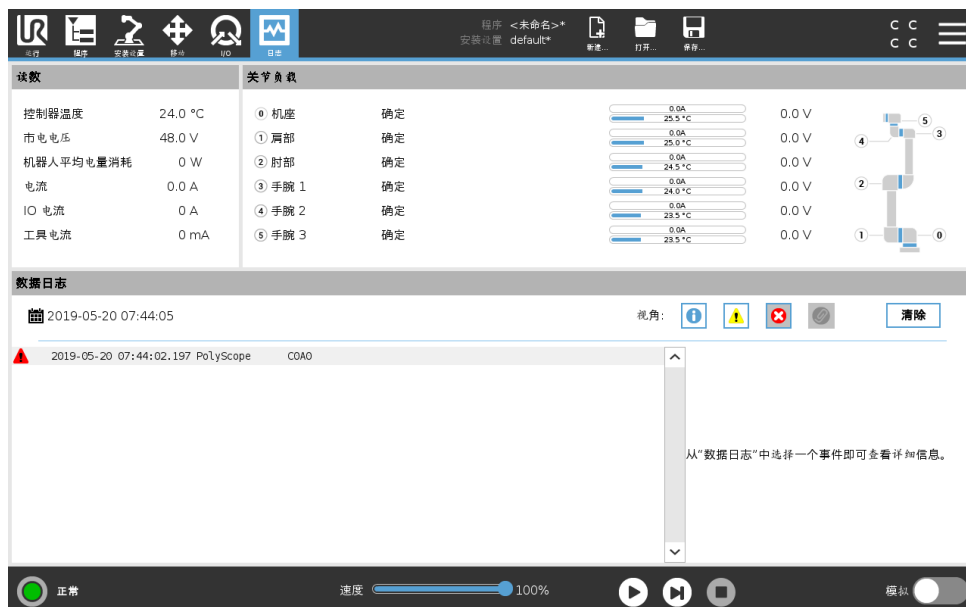 程序 <未命名>*
安装设置 default*
C C
C C
运行 程序 安装设置 移动 I/O 日志 新建... 打开... 保存...
读数 关节负载
控制器温度 24.0 °C ⓪ 机座 确定 0.0A 25.5 °C 0.0 V
市电电压 48.0 V ① 肩部 确定 0.0A 25.0 °C 0.0 V
机器人平均电量消耗 0 W ② 肘部 确定 0.0A 24.5 °C 0.0 V
电流 0.0 A ③ 手腕 1 确定 0.0A 24.0 °C 0.0 V
IO 电流 0 A ④ 手腕 2 确定 0.0A 23.5 °C 0.0 V
工具电流 0 mA ⑤ 手腕 3 确定 0.0A 23.5 °C 0.0 V
5
4 3
2
1 0
数据日志
2019-05-20 07:44:05 视角: 清除
2019-05-20 07:44:02.197 PolyScope C0A0
从"数据日志"中选择一个事件即可查看详细信息。
正常 速度 100% 模拟